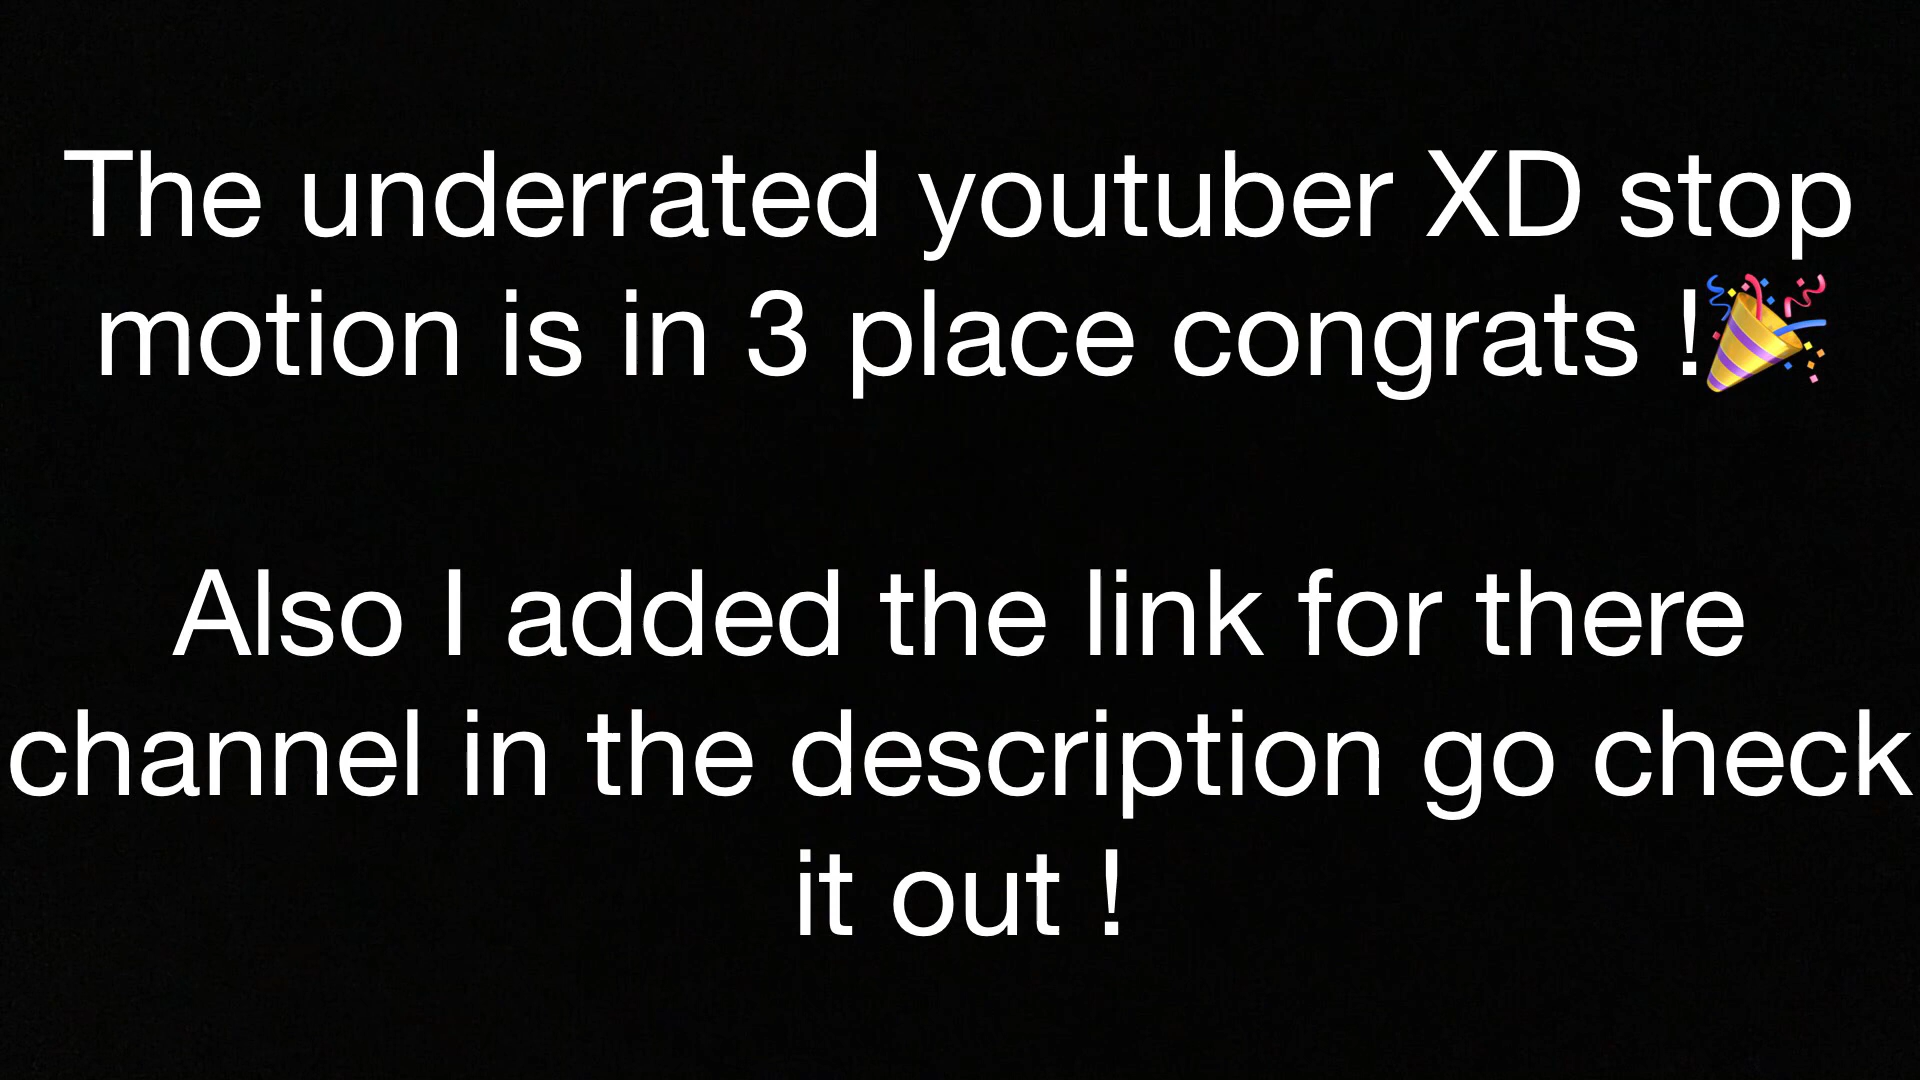 The underrated youtuber XD stop
motion is in 3 place congrats !🎉
Also I added the link for there
channel in the description go check
it out !